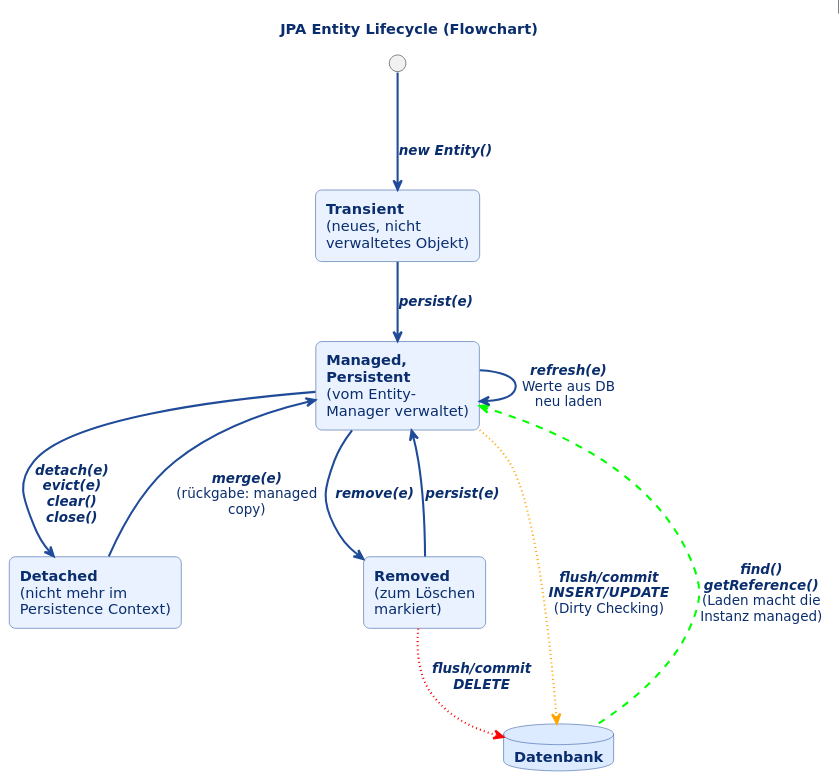 JPA Entity Lifecycle (Flowchart)
new Entity()
Transient
(neues, nicht
verwaltetes Objekt)
persist(e)
Managed,
Persistent
(vom Entity-
Manager verwaltet)
refresh(e)
Werte aus DB
neu laden
detach(e)
evict(e)
clear()
close()
merge(e)
(rückgabe: managed
copy)
remove(e)
persist(e)
Detached
(nicht mehr im
Persistence Context)
Removed
(zum Löschen
markiert)
flush/commit
INSERT/UPDATE
(Dirty Checking)
find()
getReference()
(Laden macht die
Instanz managed)
flush/commit
DELETE
Datenbank